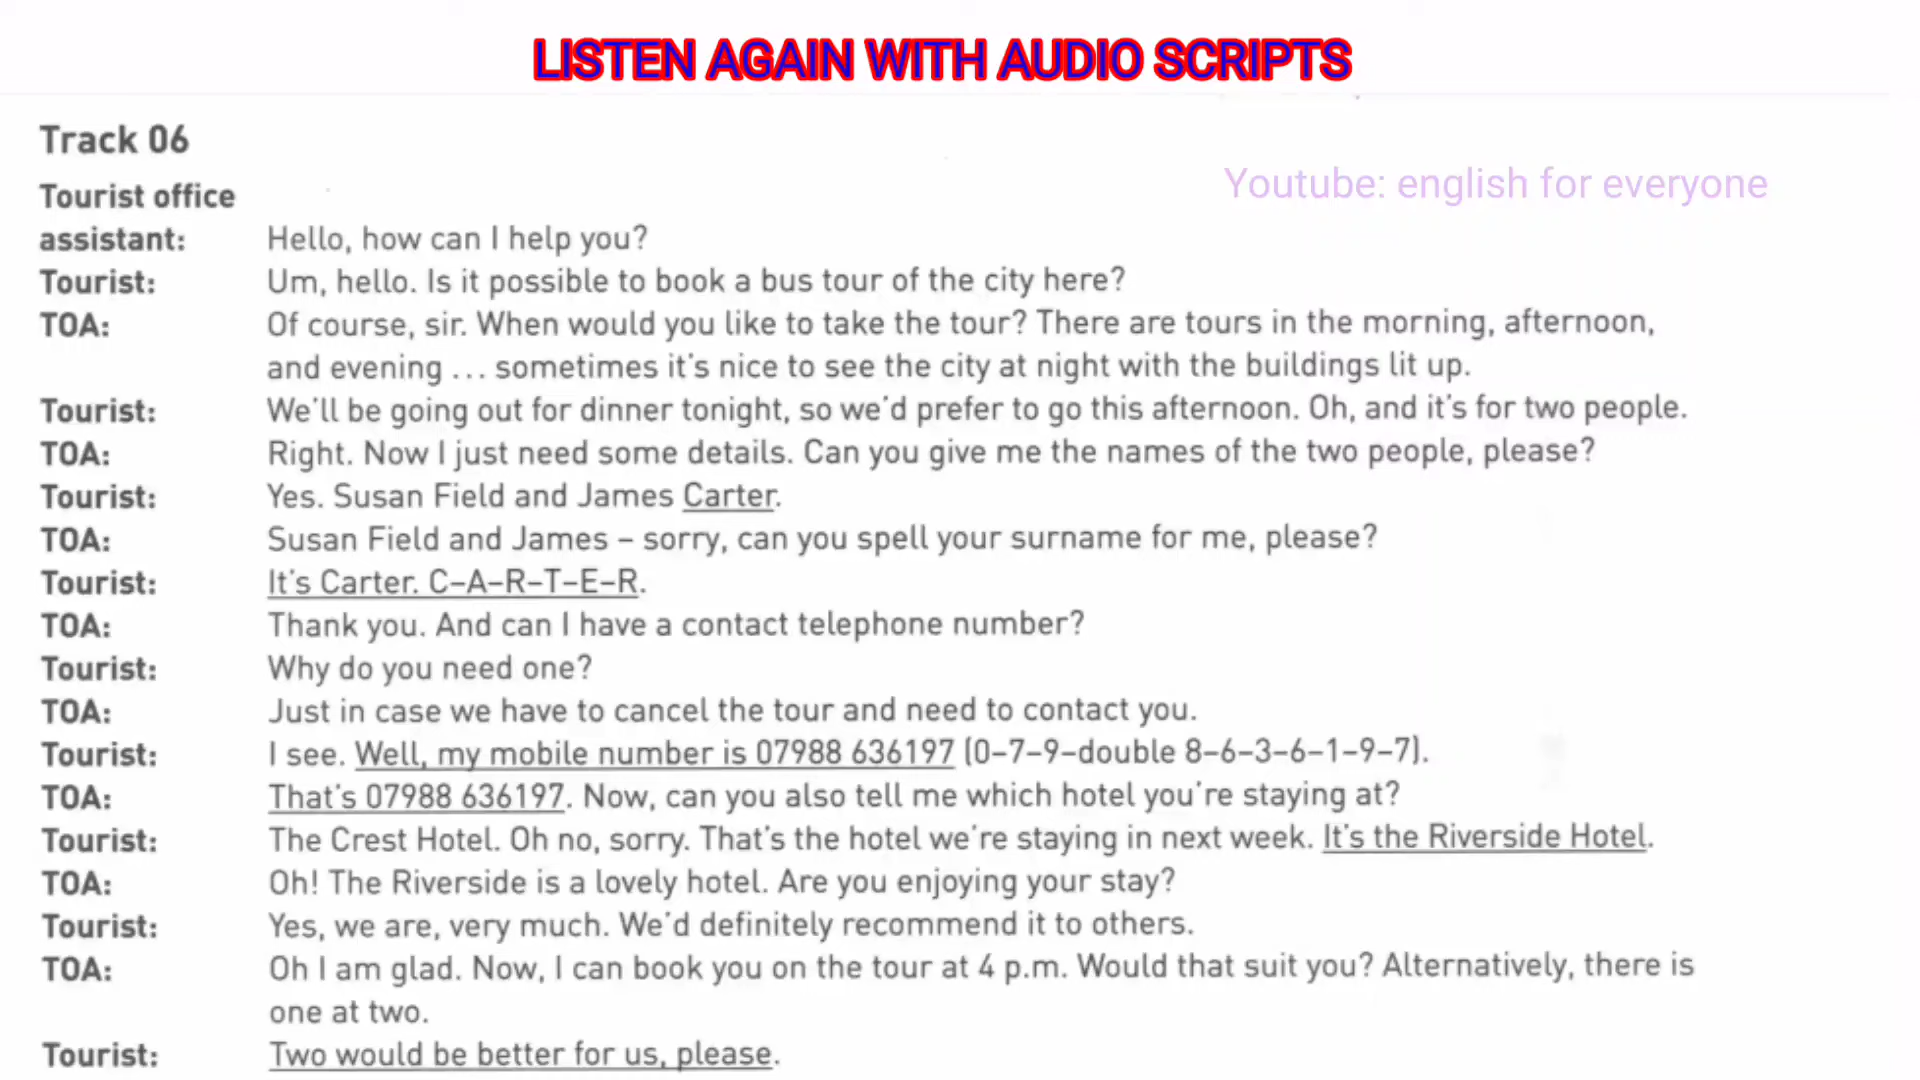 LISTEN AGAIN WITH AUDIO SCRIPTS
Track 06
Youtube: english for everyone
Tourist office
assistant: Hello, how can I help you?
Tourist: Um, hello. Is it possible to book a bus tour of the city here?
TOA: Of course, sir. When would you like to take the tour? There are tours in the morning, afternoon,
and evening ... sometimes it's nice to see the city at night with the buildings lit up.
Tourist: We'll be going out for dinner tonight, so we'd prefer to go this afternoon. Oh, and it's for two people.
TOA: Right. Now I just need some details. Can you give me the names of the two people, please?
Tourist: Yes. Susan Field and James Carter.
TOA: Susan Field and James – sorry, can you spell your surname for me, please?
Tourist: It's Carter. C–A–R–T–E–R.
TOA: Thank you. And can I have a contact telephone number?
Tourist: Why do you need one?
TOA: Just in case we have to cancel the tour and need to contact you.
Tourist: I see. Well, my mobile number is 07988 636197 (0–7–9–double 8–6–3–6–1–9–7).
TOA: That's 07988 636197. Now, can you also tell me which hotel you're staying at?
Tourist: The Crest Hotel. Oh no, sorry. That's the hotel we're staying in next week. It's the Riverside Hotel.
TOA: Oh! The Riverside is a lovely hotel. Are you enjoying your stay?
Tourist: Yes, we are, very much. We'd definitely recommend it to others.
TOA: Oh I am glad. Now, I can book you on the tour at 4 p.m. Would that suit you? Alternatively, there is
one at two.
Tourist: Two would be better for us, please.